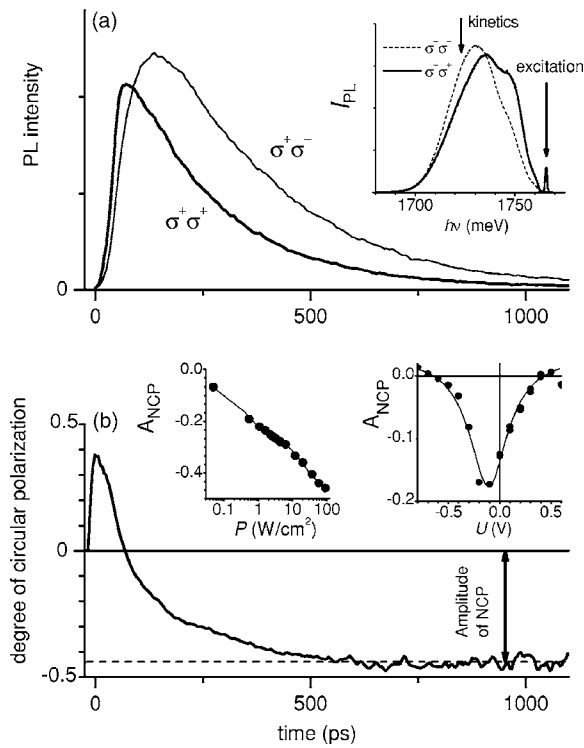 (a)
PL intensity
0
0
500
1000
σ⁺σ⁻
σ⁺σ⁺
kinetics
σ⁻σ⁻
σ⁻σ⁺
excitation
I_PL
1700
1750
hν (meV)
(b)
degree of circular polarization
0.5
0
-0.5
0
500
1000
time (ps)
A_NCP
0.0
-0.2
-0.4
0.1
1
10
100
P (W/cm²)
A_NCP
0.0
-0.1
-0.2
-0.5
0.0
0.5
U (V)
Amplitude
of NCP